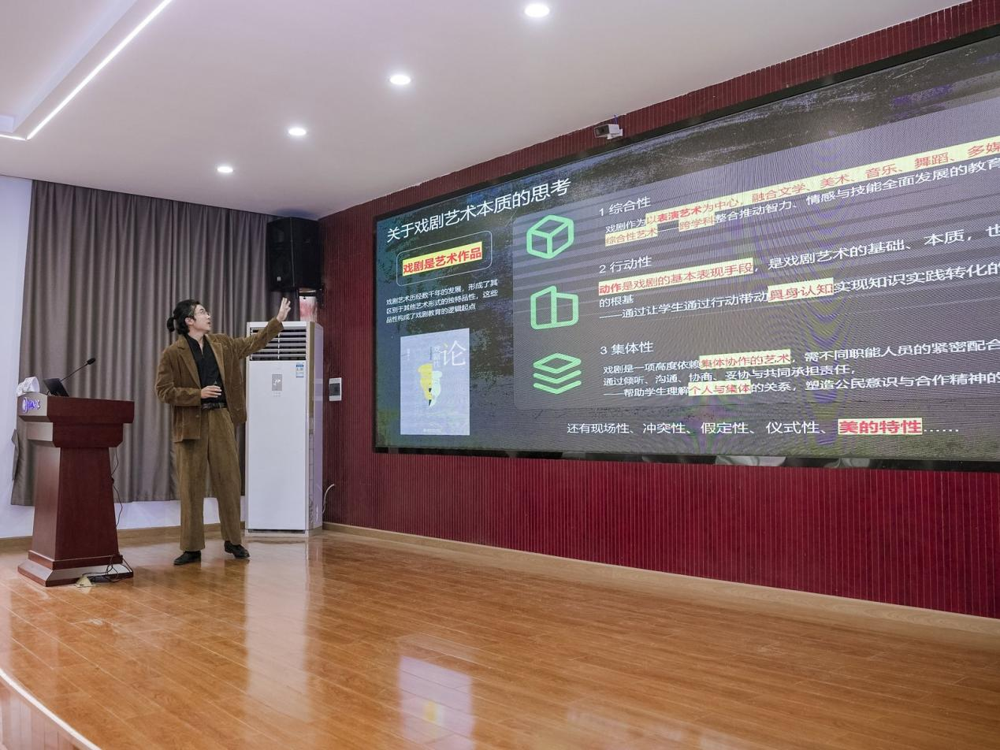 关于戏剧艺术本质的思考
戏剧是艺术作品
戏剧艺术历经数千年的发展，形成了其
区别于其他艺术形式的独特品性，这些
品性构成了戏剧教育的逻辑起点
论
戏剧性
1 综合性
戏剧作为以表演艺术为中心，融合文学、美术、音乐、舞蹈、多媒
综合性艺术——跨学科整合推动智力、情感与技能全面发展的教育
2 行动性
动作是戏剧的基本表现手段，是戏剧艺术的基础、本质，也
的根基
——通过让学生通过行动带动具身认知实现知识实践转化的
3 集体性
戏剧是一项高度依赖集体协作的艺术，需不同职能人员的紧密配合
通过倾听、沟通、协商、妥协与共同承担责任，
——帮助学生理解个人与集体的关系，塑造公民意识与合作精神的
还有现场性、冲突性、假定性、仪式性、美的特性……